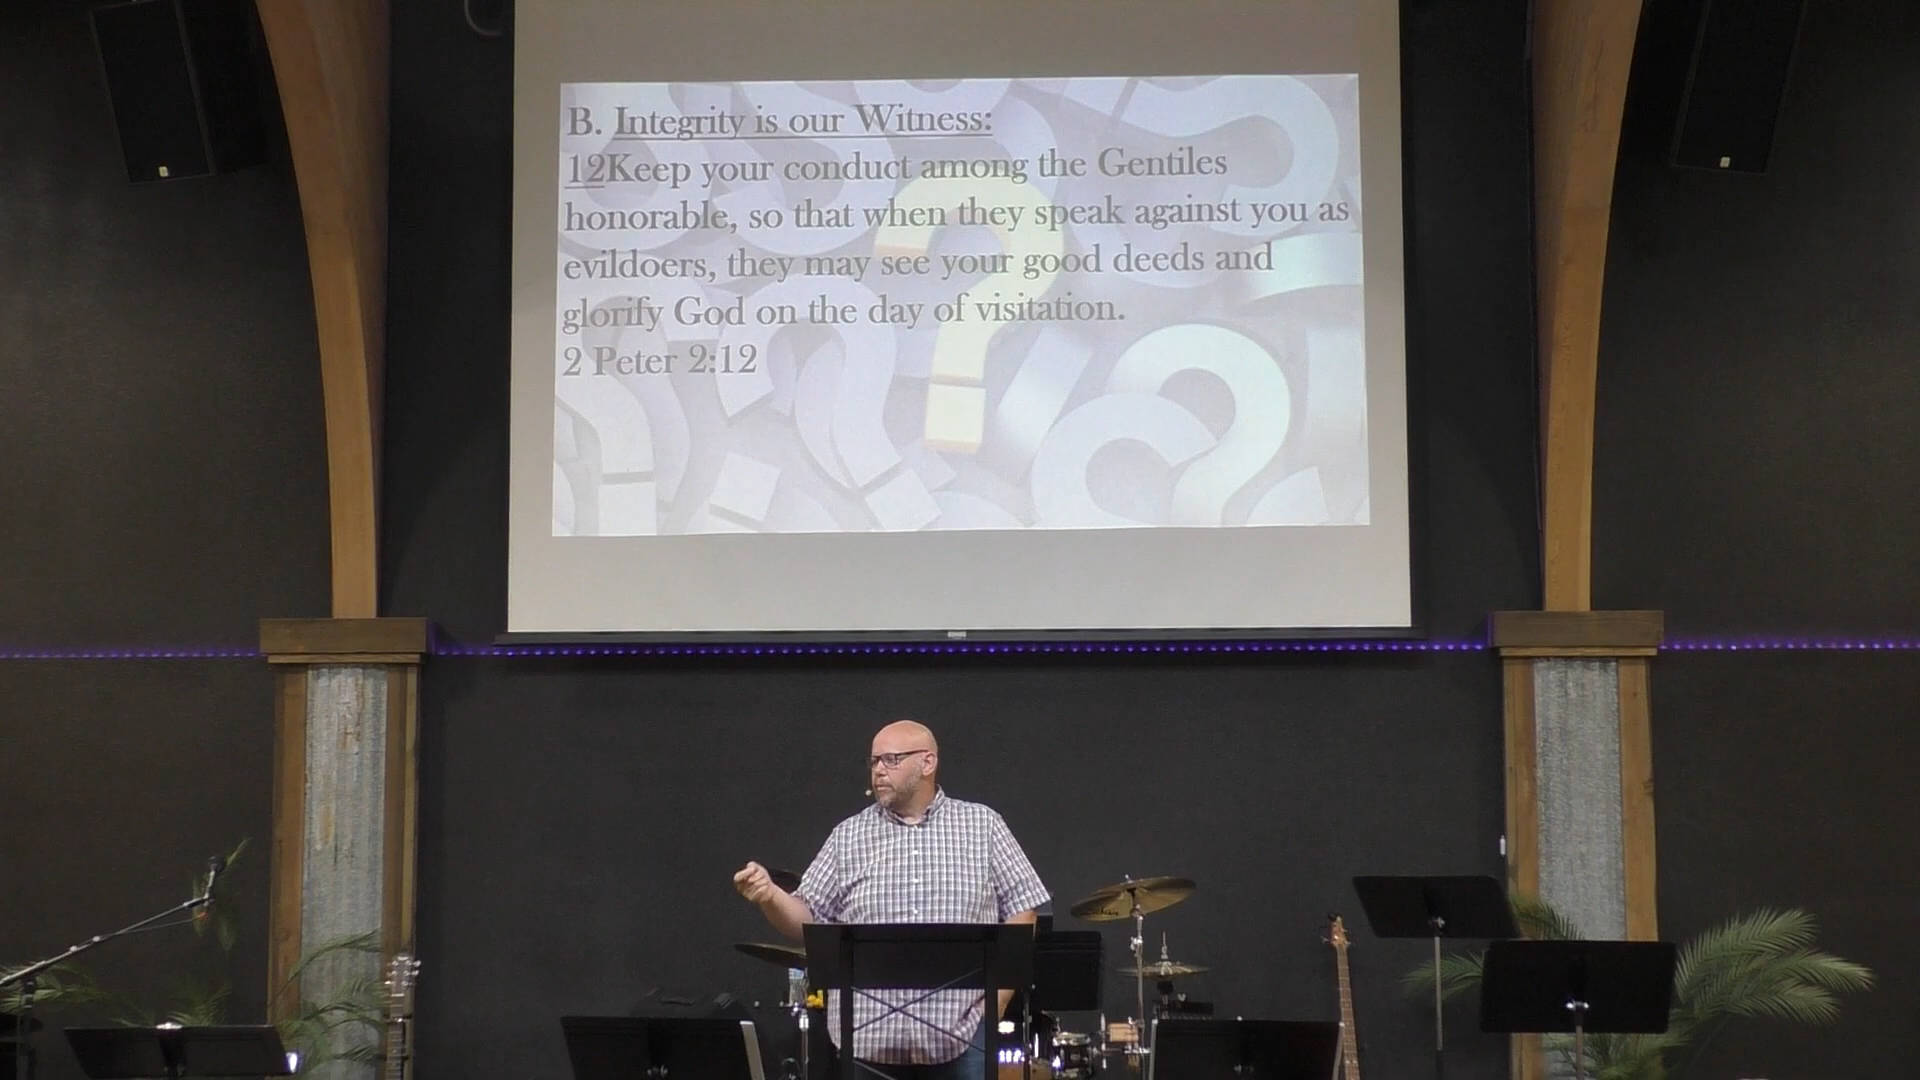 B. Integrity is our Witness:
12Keep your conduct among the Gentiles
honorable, so that when they speak against you as
evildoers, they may see your good deeds and
glorify God on the day of visitation.
2 Peter 2:12